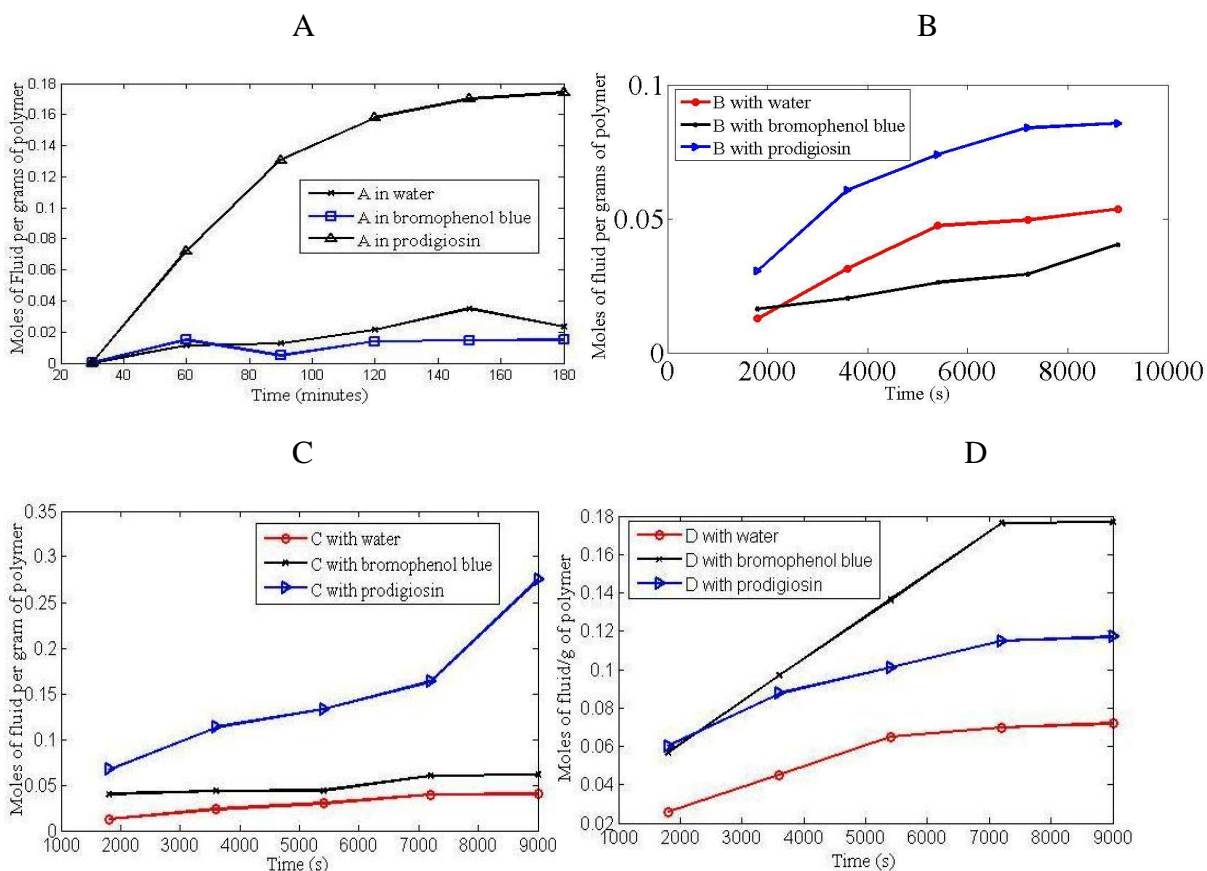 A
Moles of Fluid per grams of polymer
0.18
0.16
0.14
0.12
0.1
0.08
0.06
0.04
0.02
0
20
40
60
80
100
120
140
160
180
Time (minutes)
A in water
A in bromophenol blue
A in prodigiosin
B
Moles of fluid per grams of polymer
0.1
0.05
0
0
2000
4000
6000
8000
10000
Time (s)
B with water
B with bromophenol blue
B with prodigiosin
C
Moles of fluid per gram of polymer
0.35
0.3
0.25
0.2
0.15
0.1
0.05
0
1000
2000
3000
4000
5000
6000
7000
8000
9000
Time (s)
C with water
C with bromophenol blue
C with prodigiosin
D
Moles of fluid/g of polymer
0.18
0.16
0.14
0.12
0.1
0.08
0.06
0.04
0.02
1000
2000
3000
4000
5000
6000
7000
8000
9000
Time (s)
D with water
D with bromophenol blue
D with prodigiosin